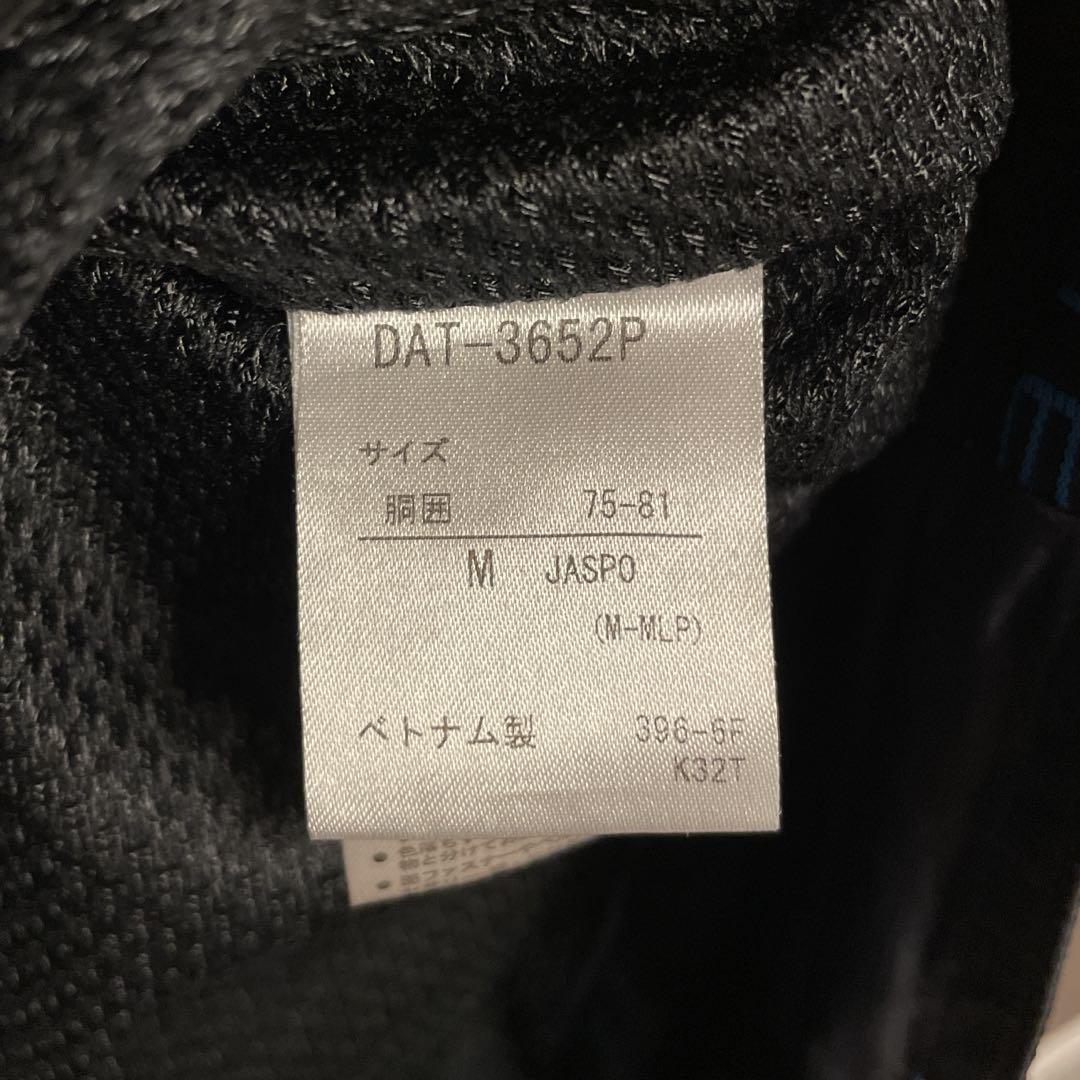 DAT-3652P
サイズ
胴囲 75-81
M JASPO
(M-MLP)
ベトナム製 396-6F
K32T